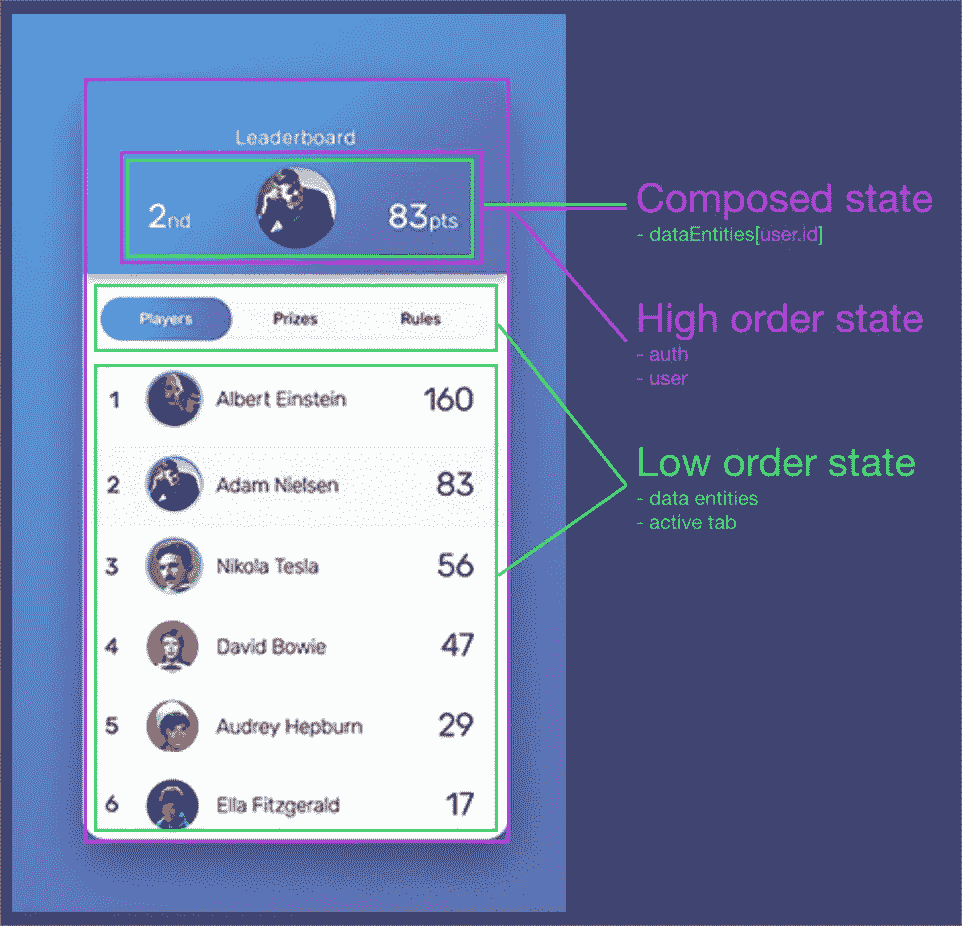 Leaderboard
2nd
83pts
Players Prizes Rules
1 Albert Einstein 160
2 Adam Nielsen 83
3 Nikola Tesla 56
4 David Bowie 47
5 Audrey Hepburn 29
6 Ella Fitzgerald 17
Composed state
- dataEntities[user.id]
High order state
- auth
- user
Low order state
- data entities
- active tab